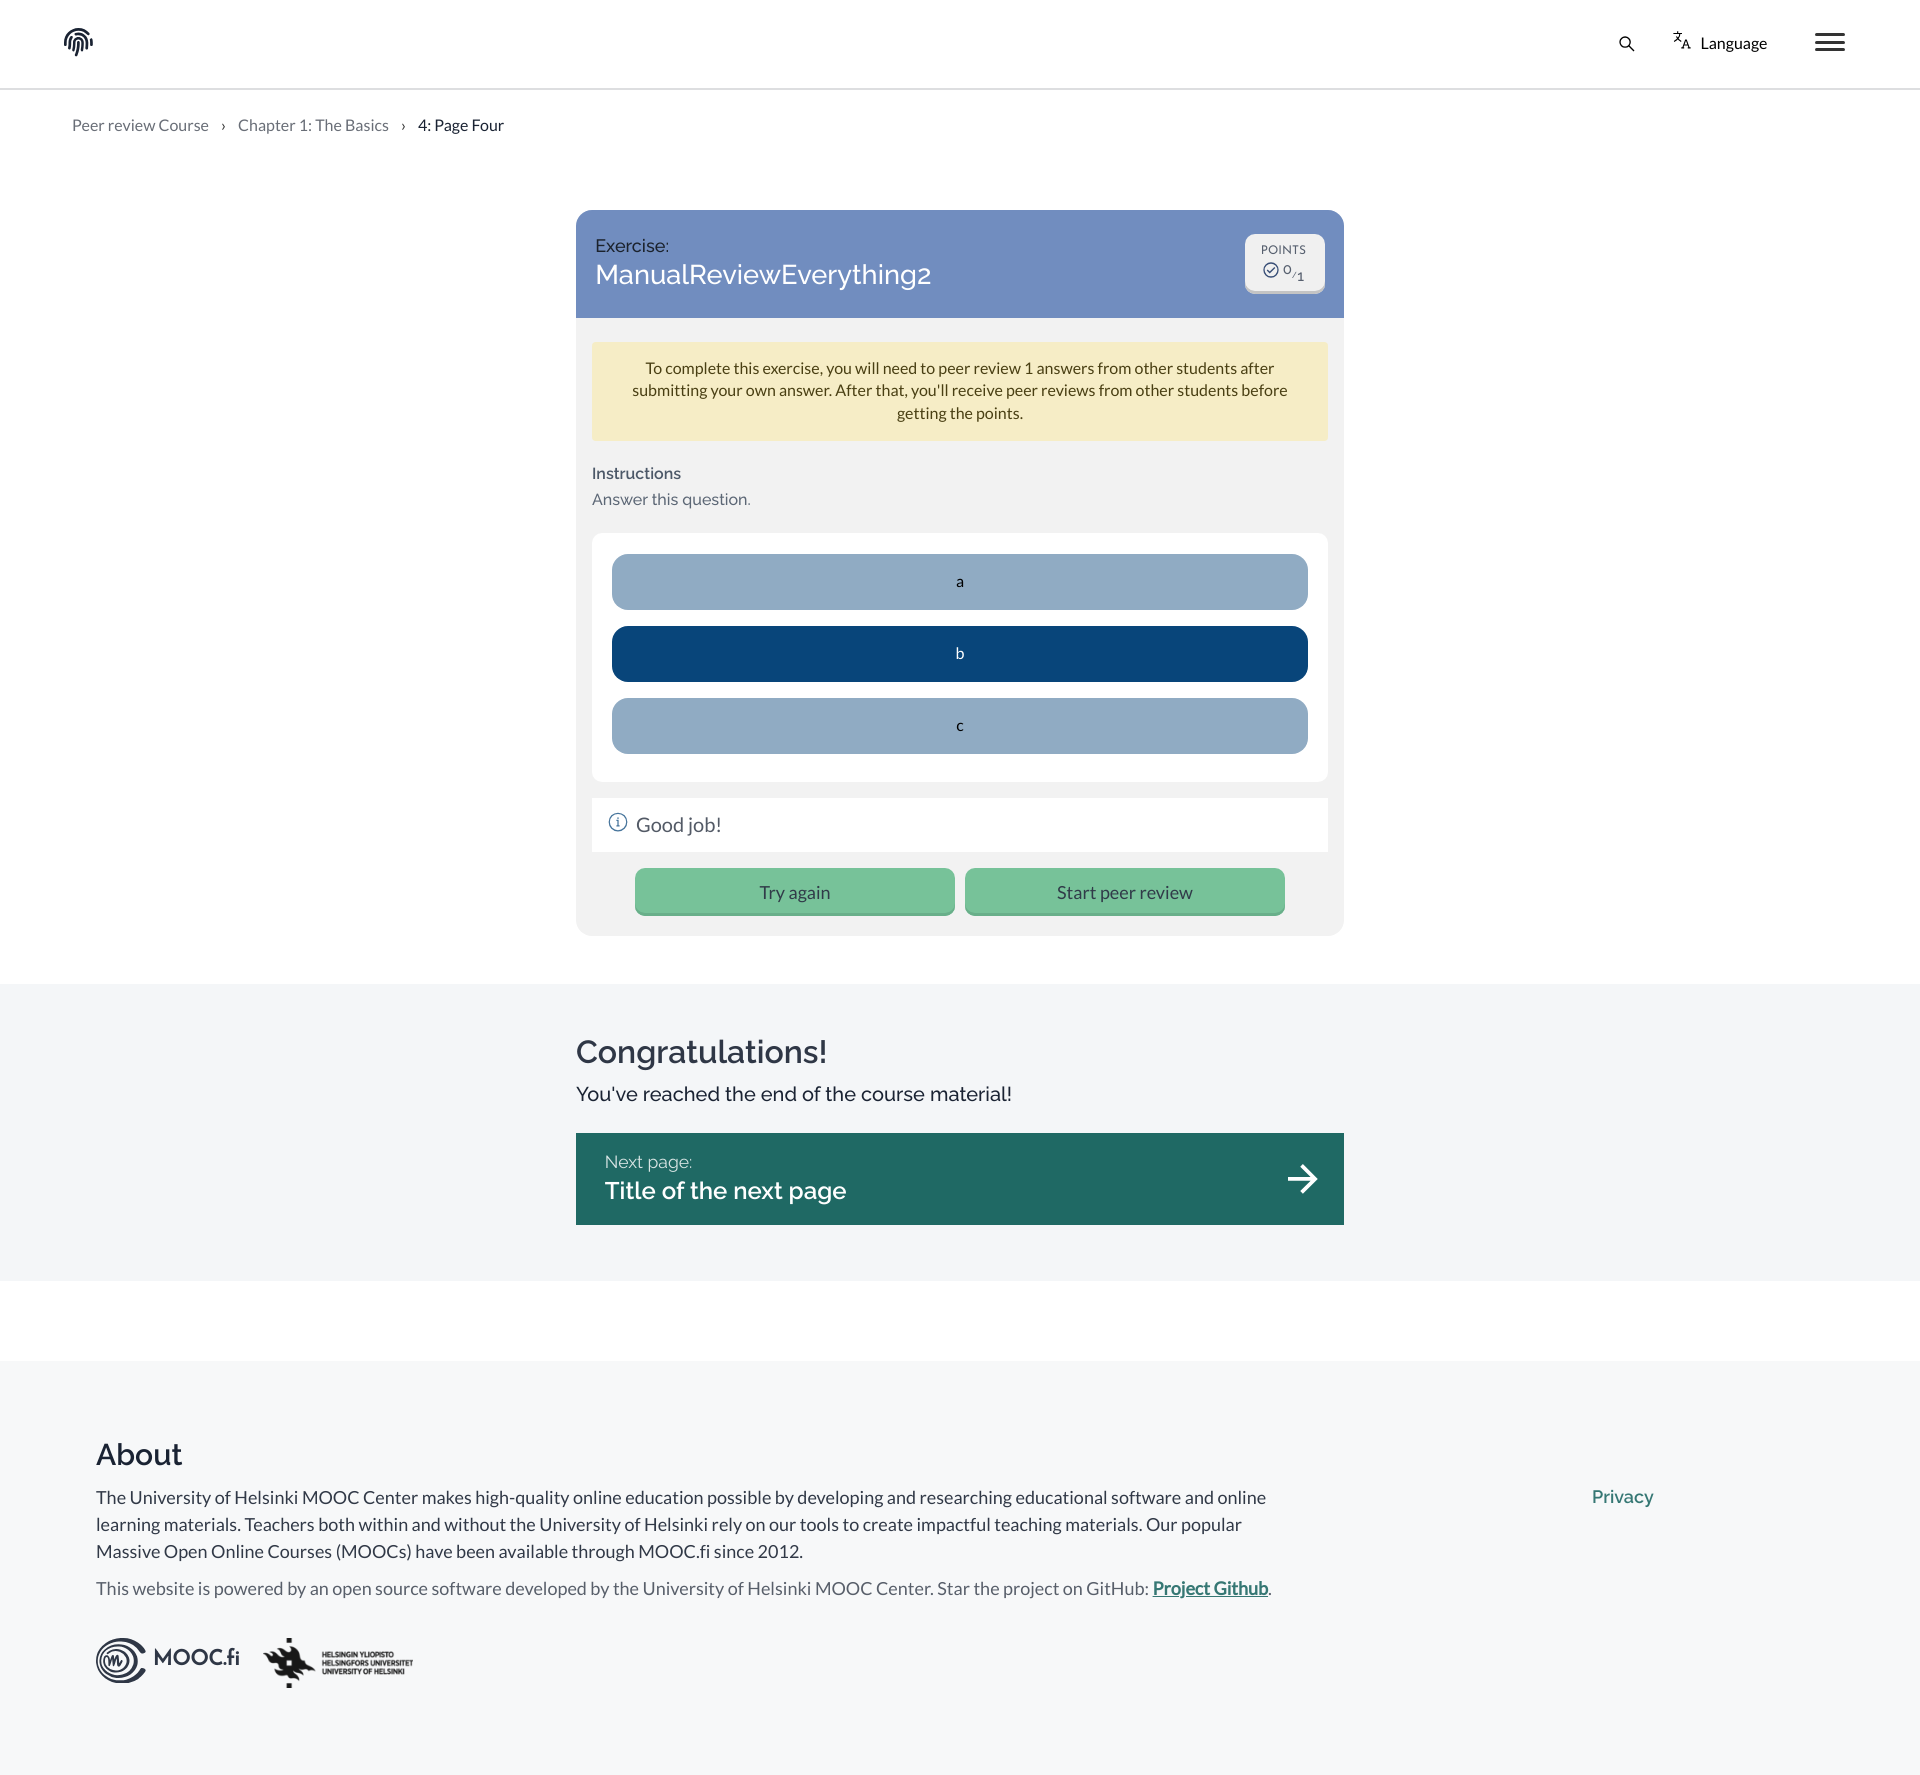 Language
Peer review Course › Chapter 1: The Basics › 4: Page Four
Exercise:
ManualReviewEverything2
POINTS
0/1
To complete this exercise, you will need to peer review 1 answers from other students after
submitting your own answer. After that, you'll receive peer reviews from other students before
getting the points.
Instructions
Answer this question.
a
b
c
Good job!
Try again
Start peer review
Congratulations!
You've reached the end of the course material!
Next page:
Title of the next page
About
The University of Helsinki MOOC Center makes high-quality online education possible by developing and researching educational software and online
learning materials. Teachers both within and without the University of Helsinki rely on our tools to create impactful teaching materials. Our popular
Massive Open Online Courses (MOOCs) have been available through MOOC.fi since 2012.
This website is powered by an open source software developed by the University of Helsinki MOOC Center. Star the project on GitHub: Project Github.
Privacy
MOOC.fi
HELSINGIN YLIOPISTO
HELSINGFORS UNIVERSITET
UNIVERSITY OF HELSINKI